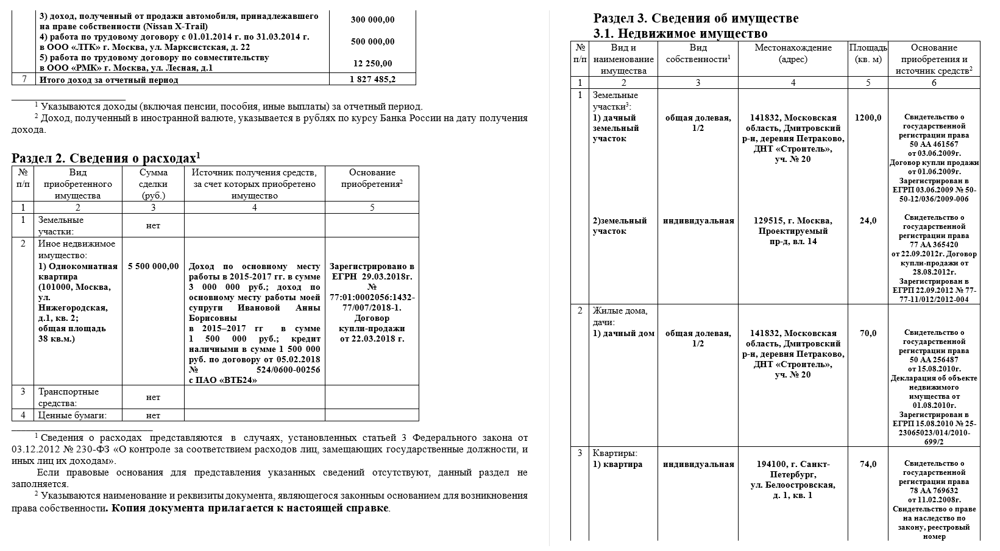 3) доход, полученный от продажи автомобиля, принадлежавшего
на праве собственности (Nissan X-Trail)
300 000,00
4) работа по трудовому договору с 01.01.2014 г. по 31.03.2014 г.
в ООО «ЛТК» г. Москва, ул. Марксистская, д. 22
500 000,00
5) работа по трудовому договору по совместительству
в ООО «РМК» г. Москва, ул. Лесная, д.1
12 250,00
7 Итого доход за отчетный период 1 827 485,2
1 Указываются доходы (включая пенсии, пособия, иные выплаты) за отчетный период.
2 Доход, полученный в иностранной валюте, указывается в рублях по курсу Банка России на дату получения
дохода.
Раздел 2. Сведения о расходах1
№
п/п
Вид
приобретенного
имущества
Сумма
сделки
(руб.)
Источник получения средств,
за счет которых приобретено
имущество
Основание
приобретения2
1 2 3 4 5
1
Земельные
участки:
нет
2
Иное недвижимое
имущество:
1) Однокомнатная
квартира
(101000, Москва,
ул.
Нижегородская,
д.1, кв. 2;
общая площадь
38 кв.м.)
5 500 000,00
Доход по основному месту
работы в 2015-2017 гг. в сумме
3 000 000 руб.; доход по
основному месту работы моей
супруги Ивановой Анны
Борисовны
в 2015–2017 гг в сумме
1 500 000 руб.; кредит
наличными в сумме 1 500 000
руб. по договору от 05.02.2018
№ 524/0600-00256
с ПАО «ВТБ24»
Зарегистрировано в
ЕГРН 29.03.2018г.
№
77:01:0002056:1432-
77/007/2018-1.
Договор
купли-продажи
от 22.03.2018 г.
3
Транспортные
средства:
нет
4 Ценные бумаги: нет
1 Сведения о расходах представляются в случаях, установленных статьей 3 Федерального закона от
03.12.2012 № 230-ФЗ «О контроле за соответствием расходов лиц, замещающих государственные должности, и
иных лиц их доходам».
Если правовые основания для представления указанных сведений отсутствуют, данный раздел не
заполняется.
2 Указываются наименование и реквизиты документа, являющегося законным основанием для возникновения
права собственности. Копия документа прилагается к настоящей справке.
Раздел 3. Сведения об имуществе
3.1. Недвижимое имущество
№
п/п
Вид и
наименование
имущества
Вид
собственности1
Местонахождение
(адрес)
Площадь
(кв. м)
Основание
приобретения и
источник средств2
1 2 3 4 5 6
1
Земельные
участки3:
1) дачный
земельный
участок
общая долевая,
1/2
141832, Московская
область, Дмитровский
р-н, деревня Петраково,
ДНТ «Строитель»,
уч. № 20
1200,0
Свидетельство о
государственной
регистрации права
50 АА 461567
от 03.06.2009г.
Договор купли продажи
от 01.06.2009г.
Зарегистрирован в
ЕГРП 03.06.2009 № 50-
50-12/036/2009-006
2)земельный
участок
индивидуальная
129515, г. Москва,
Проектируемый
пр-д, вл. 14
24,0
Свидетельство о
государственной
регистрации права
77 АА 365420
от 22.09.2012г. Договор
купли-продажи от
28.08.2012г.
Зарегистрирован в
ЕГРП 22.09.2012 № 77-
77-11/012/2012-004
2
Жилые дома,
дачи:
1) дачный дом
общая долевая,
1/2
141832, Московская
область, Дмитровский
р-н, деревня Петраково,
ДНТ «Строитель»,
уч. № 20
70,0
Свидетельство о
государственной
регистрации права
50 АА 256487
от 15.08.2010г.
Декларация об объекте
недвижимого
имущества от
01.08.2010г.
Зарегистрирован в
ЕГРП 15.08.2010 № 25-
23065023/014/2010-
699/2
3
Квартиры:
1) квартира
индивидуальная
194100, г. Санкт-
Петербург,
ул. Белоостровская,
д. 1, кв. 1
74,0
Свидетельство о
государственной
регистрации права
78 АА 769632
от 11.02.2008г.
Свидетельство о праве
на наследство по
закону, реестровый
номер